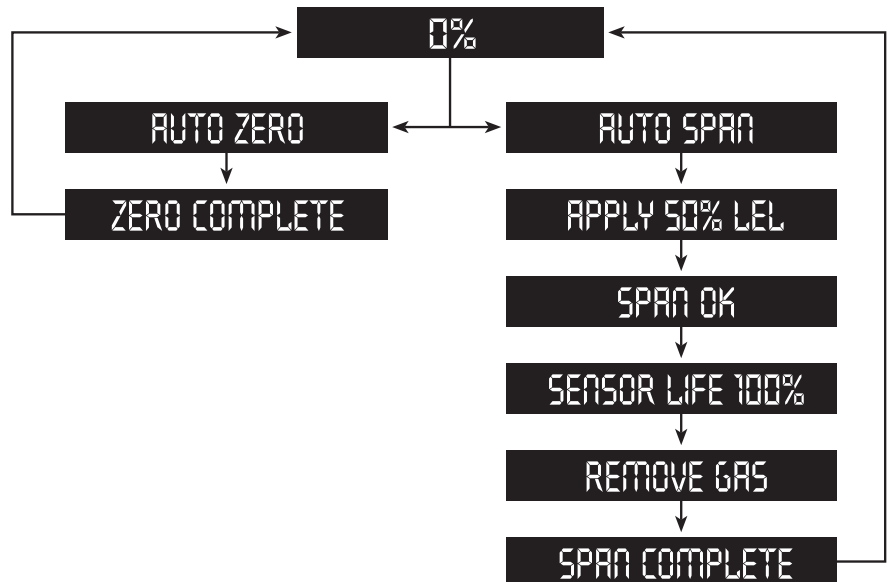 0%
AUTO ZERO
ZERO COMPLETE
AUTO SPAN
APPLY 50% LEL
SPAN OK
SENSOR LIFE 100%
REMOVE GAS
SPAN COMPLETE